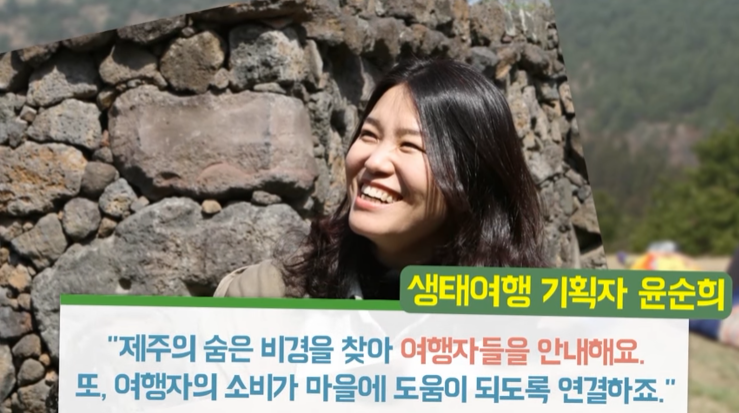 생태여행 기획자 윤순희
"제주의 숨은 비경을 찾아 여행자들을 안내해요.
또, 여행자의 소비가 마을에 도움이 되도록 연결하죠."